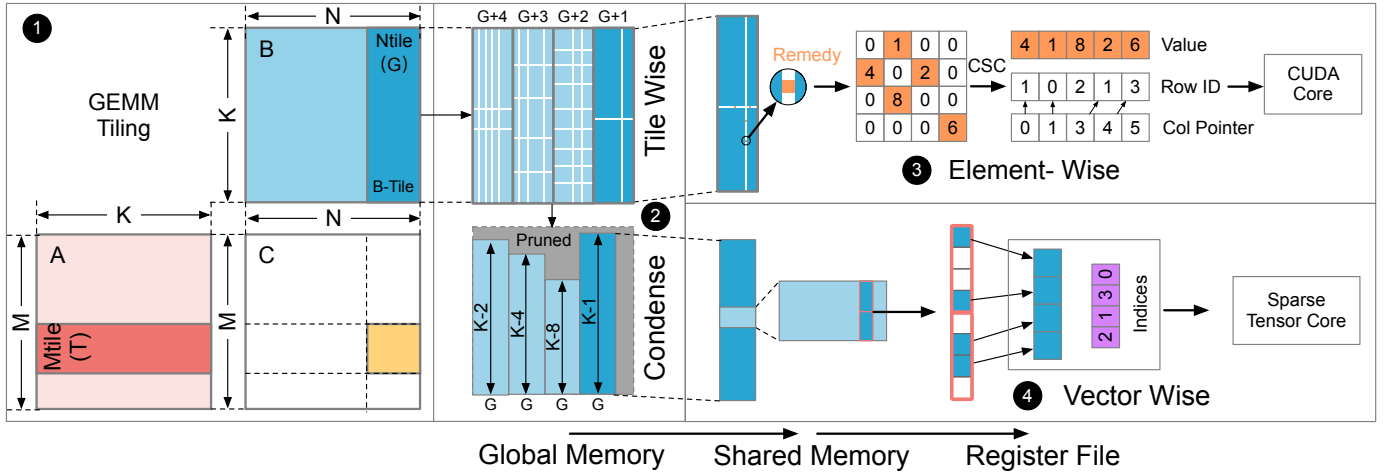 1
GEMM
Tiling
N
B
Ntile
(G)
K
B-Tile
K
A
M
Mtile
(T)
N
C
M
G+4 G+3 G+2 G+1
Tile Wise
2
Pruned
K-2
K-4
K-8
K-1
G G G G
Condense
Remedy
0 1 0 0
4 0 2 0
0 8 0 0
0 0 0 6
CSC
4 1 8 2 6
Value
1 0 2 1 3
Row ID
0 1 3 4 5
Col Pointer
CUDA
Core
3 Element- Wise
2 1 3 0
Indices
Sparse
Tensor Core
4 Vector Wise
Global Memory
Shared Memory
Register File